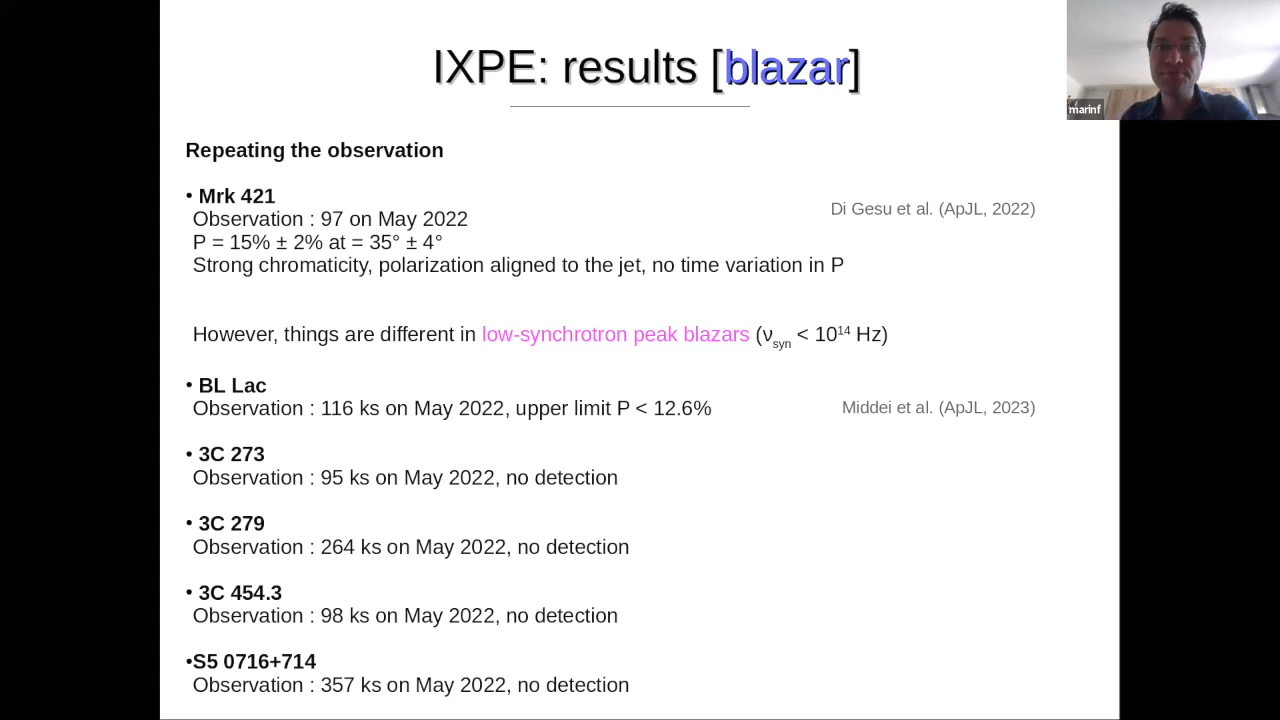 IXPE: results [blazar]
marinf
Repeating the observation
• Mrk 421
Di Gesu et al. (ApJL, 2022)
Observation : 97 on May 2022
P = 15% ± 2% at = 35° ± 4°
Strong chromaticity, polarization aligned to the jet, no time variation in P
However, things are different in low-synchrotron peak blazars (νsyn < 10¹⁴ Hz)
• BL Lac
Observation : 116 ks on May 2022, upper limit P < 12.6%
Middei et al. (ApJL, 2023)
• 3C 273
Observation : 95 ks on May 2022, no detection
• 3C 279
Observation : 264 ks on May 2022, no detection
• 3C 454.3
Observation : 98 ks on May 2022, no detection
•S5 0716+714
Observation : 357 ks on May 2022, no detection